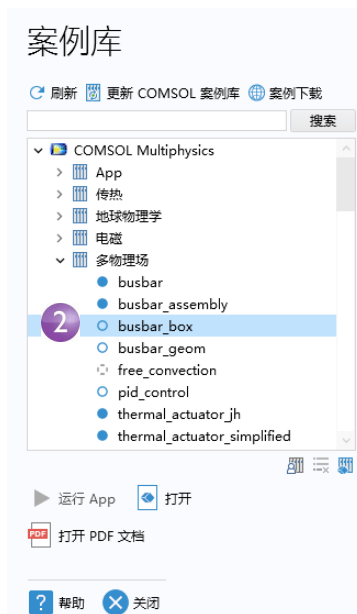 案例库
刷新 更新 COMSOL 案例库 案例下载
搜索
COMSOL Multiphysics
App
传热
地球物理学
电磁
多物理场
busbar
busbar_assembly
2 busbar_box
busbar_geom
free_convection
pid_control
thermal_actuator_jh
thermal_actuator_simplified
运行 App 打开
PDF 打开 PDF 文档
? 帮助 关闭